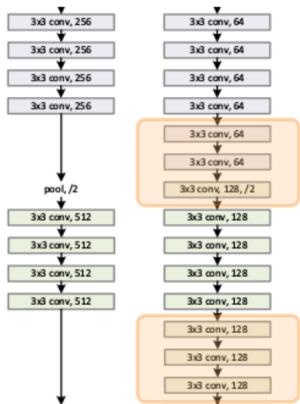 3x3 conv, 256
3x3 conv, 256
3x3 conv, 256
3x3 conv, 256
pool, /2
3x3 conv, 512
3x3 conv, 512
3x3 conv, 512
3x3 conv, 512
3x3 conv, 64
3x3 conv, 64
3x3 conv, 64
3x3 conv, 64
3x3 conv, 64
3x3 conv, 64
3x3 conv, 128, /2
3x3 conv, 128
3x3 conv, 128
3x3 conv, 128
3x3 conv, 128
3x3 conv, 128
3x3 conv, 128
3x3 conv, 128